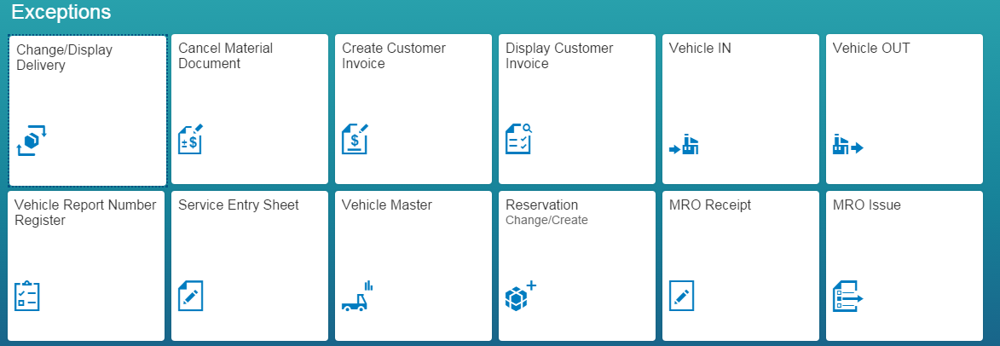 Exceptions
Change/Display
Delivery
Cancel Material
Document
Create Customer
Invoice
Display Customer
Invoice
Vehicle IN
Vehicle OUT
Vehicle Report Number
Register
Service Entry Sheet
Vehicle Master
Reservation
Change/Create
MRO Receipt
MRO Issue